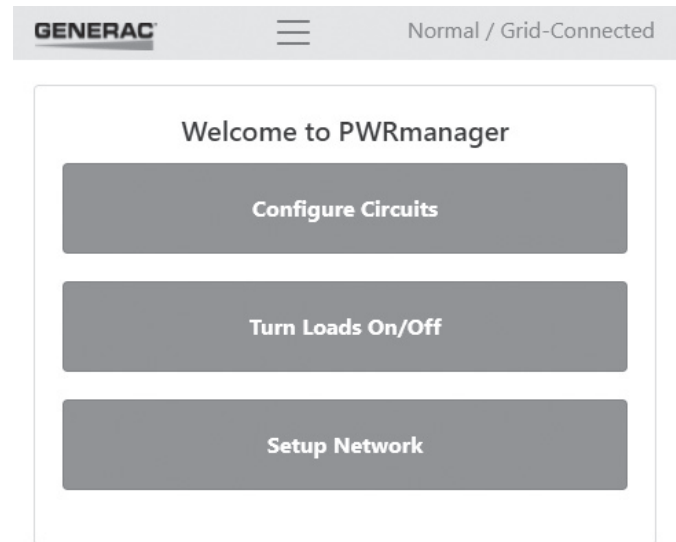 GENERAC
Normal / Grid-Connected
Welcome to PWRmanager
Configure Circuits
Turn Loads On/Off
Setup Network